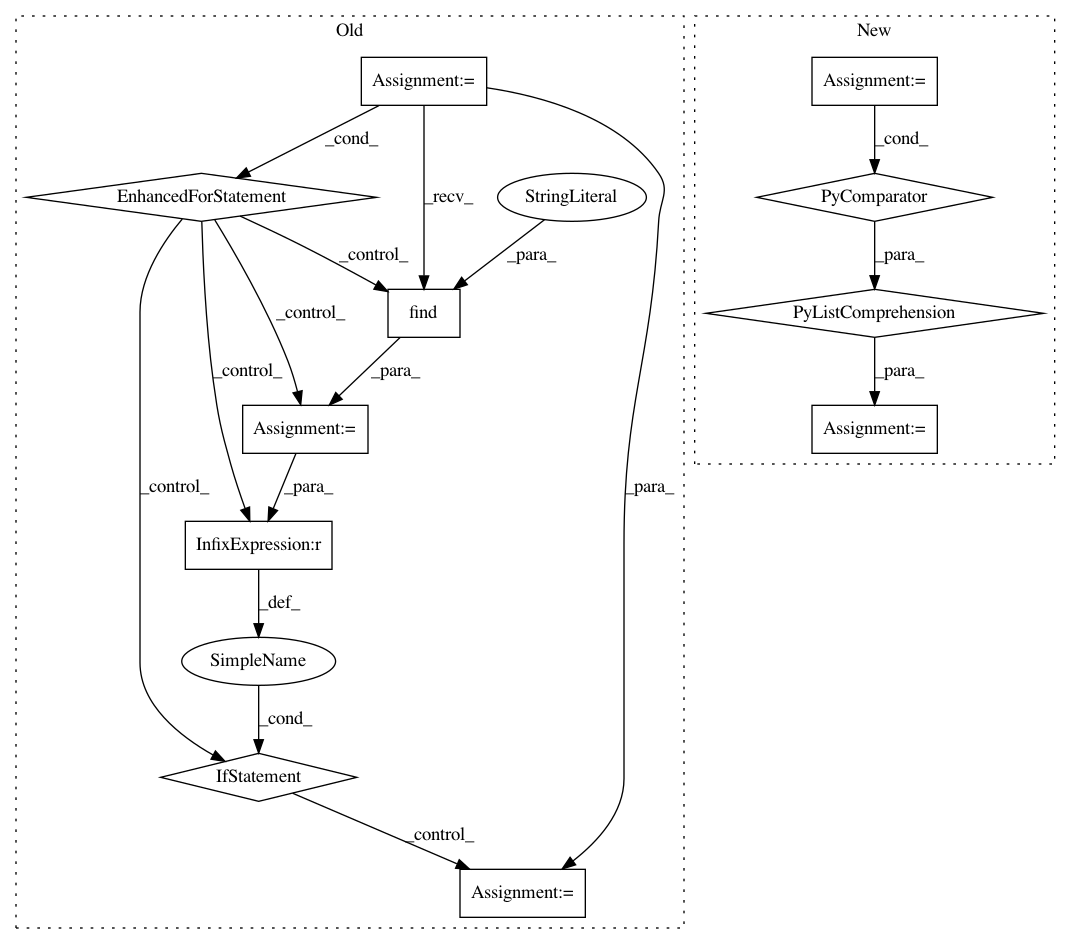 Old
New
Assignment:=
Assignment:=
_cond_
_cond_
EnhancedForStatement
_recv_
StringLiteral
PyComparator
_control_
_para_
_para_
_control_
find
PyListComprehension
_control_
_para_
_para_
Assignment:=
Assignment:=
_control_
_para_
_para_
InfixExpression:r
_def_
SimpleName
_cond_
IfStatement
_control_
Assignment:=